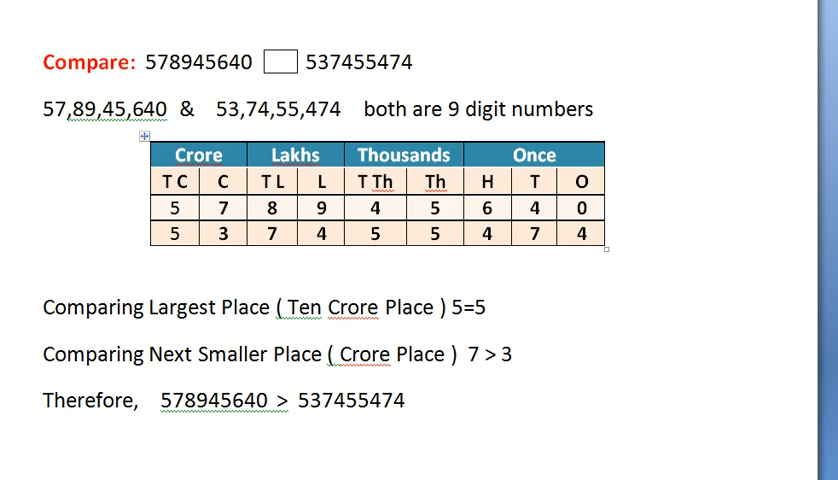 Compare: 578945640 537455474
57,89,45,640 & 53,74,55,474 both are 9 digit numbers
Crore Lakhs Thousands Once
T C C T L L T Th Th H T O
5 7 8 9 4 5 6 4 0
5 3 7 4 5 5 4 7 4
Comparing Largest Place ( Ten Crore Place ) 5=5
Comparing Next Smaller Place ( Crore Place ) 7 > 3
Therefore, 578945640 > 537455474